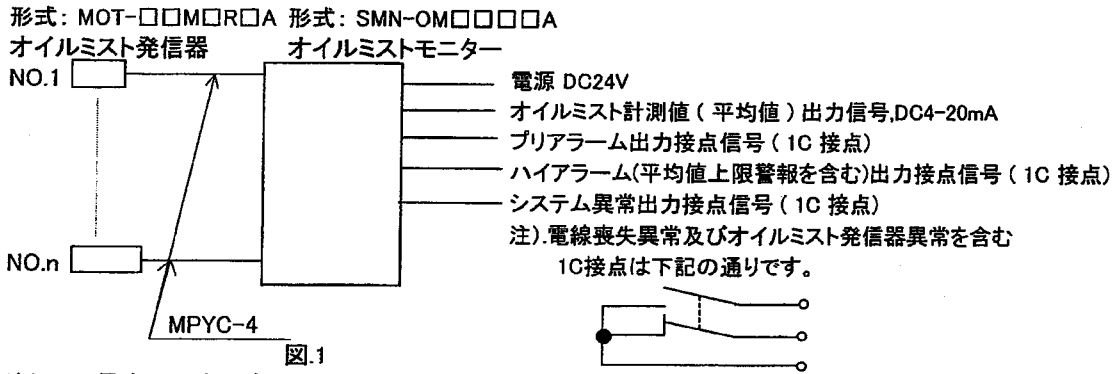 形式: MOT-□□M□R□A 形式: SMN-OM□□□□A
オイルミスト発信器 オイルミストモニター
NO.1
電源 DC24V
オイルミスト計測値 ( 平均値 ) 出力信号,DC4-20mA
プリアラーム出力接点信号 ( 1C 接点)
ハイアラーム(平均値上限警報を含む)出力接点信号 ( 1C 接点)
システム異常出力接点信号 ( 1C 接点)
注).電線喪失異常及びオイルミスト発信器異常を含む
1C接点は下記の通りです。
NO.n
MPYC-4
図.1